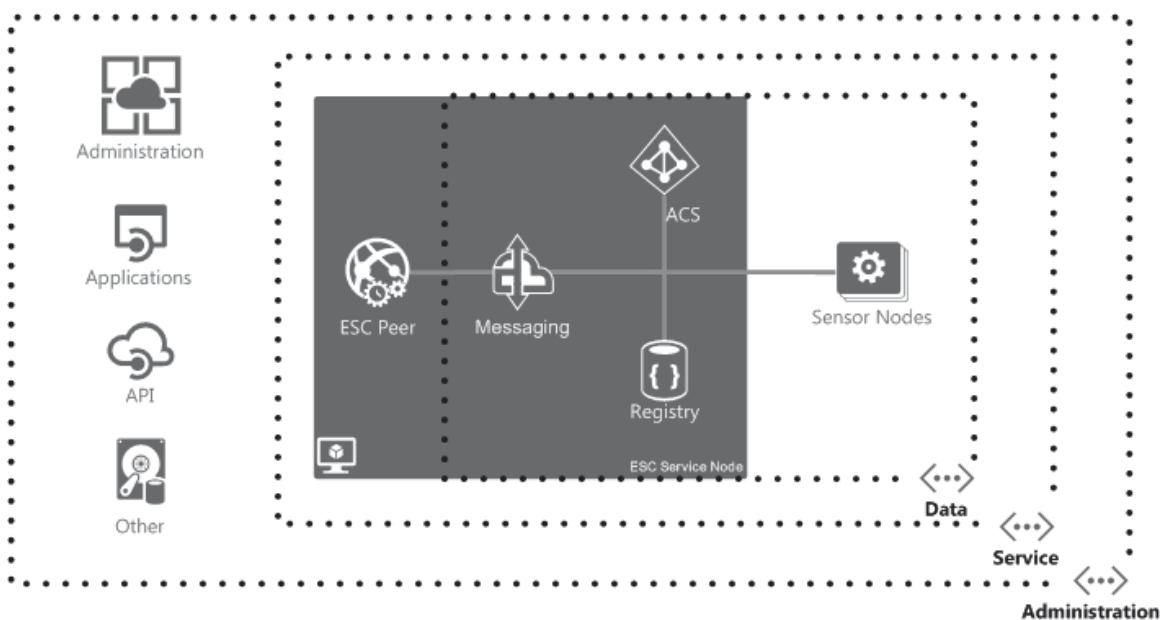 Administration
Applications
API
Other
ESC Peer
Messaging
ACS
Registry
ESC Service Node
Sensor Nodes
Data
Service
Administration